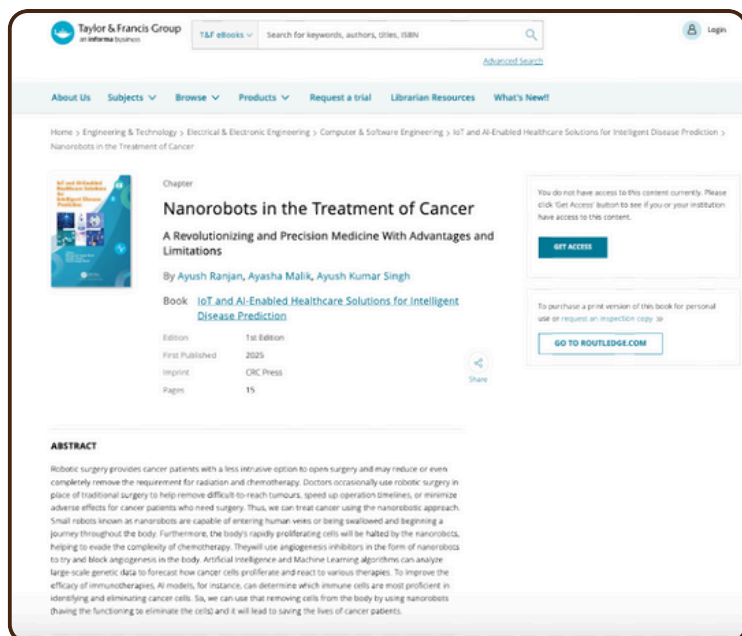 Taylor & Francis Group
an informa business
T&F eBooks
Search for keywords, authors, titles, ISBN
Login
Advanced Search
About Us Subjects Browse Products Request a trial Librarian Resources What's New!!
Home > Engineering & Technology > Electrical & Electronic Engineering > Computer & Software Engineering > IoT and AI-Enabled Healthcare Solutions for Intelligent Disease Prediction >
Nanorobots in the Treatment of Cancer
IoT and AI-Enabled
Healthcare Solutions
for
Intelligent Disease
Prediction
Chapter
Nanorobots in the Treatment of Cancer
A Revolutionizing and Precision Medicine With Advantages and
Limitations
By Ayush Ranjan, Ayasha Malik, Ayush Kumar Singh
Book IoT and AI-Enabled Healthcare Solutions for Intelligent
Disease Prediction
Edition 1st Edition
First Published 2025
Imprint CRC Press
Pages 15
Share
You do not have access to this content currently. Please
click 'Get Access' button to see if you or your institution
have access to this content.
GET ACCESS
To purchase a print version of this book for personal
use or request an inspection copy >>
GO TO ROUTLEDGE.COM
ABSTRACT
Robotic surgery provides cancer patients with a less intrusive option to open surgery and may reduce or even
completely remove the requirement for radiation and chemotherapy. Doctors occasionally use robotic surgery in
place of traditional surgery to help remove difficult-to-reach tumours, speed up operation timelines, or minimize
adverse effects for cancer patients who need surgery. Thus, we can treat cancer using the nanorobotic approach.
Small robots known as nanorobots are capable of entering human veins or being swallowed and beginning a
journey throughout the body. Furthermore, the body's rapidly proliferating cells will be halted by the nanorobots,
helping to evade the complexity of chemotherapy. Theywill use angiogenesis inhibitors in the form of nanorobots
to try and block angiogenesis in the body. Artificial Intelligence and Machine Learning algorithms can analyze
large-scale genetic data to forecast how cancer cells proliferate and react to various therapies. To improve the
efficacy of immunotherapies, AI models, for instance, can determine which immune cells are most proficient in
identifying and eliminating cancer cells. So, we can use that removing cells from the body by using nanorobots
(having the functioning to eliminate the cells) and it will lead to saving the lives of cancer patients.